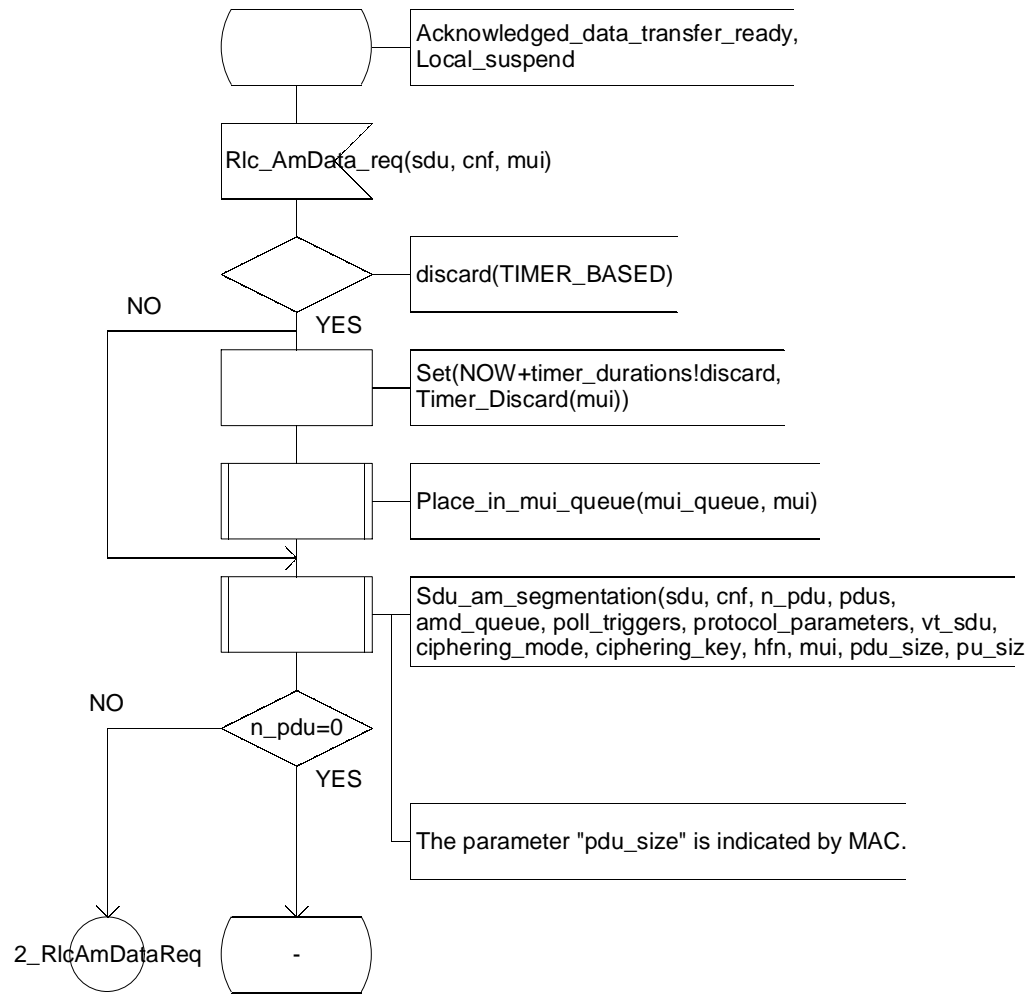 Acknowledged_data_transfer_ready,
Local_suspend
Rlc_AmData_req(sdu, cnf, mui)
discard(TIMER_BASED)
NO
YES
Set(NOW+timer_durations!discard,
Timer_Discard(mui))
Place_in_mui_queue(mui_queue, mui)
Sdu_am_segmentation(sdu, cnf, n_pdu, pdus,
amd_queue, poll_triggers, protocol_parameters, vt_sdu,
ciphering_mode, ciphering_key, hfn, mui, pdu_size, pu_siz
NO
n_pdu=0
YES
The parameter "pdu_size" is indicated by MAC.
2_RlcAmDataReq
-